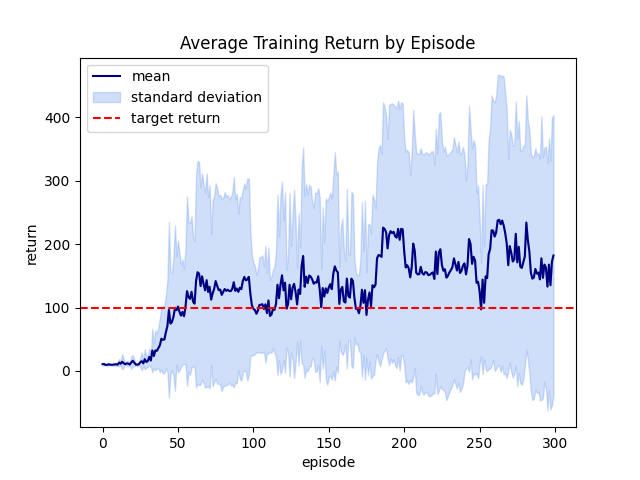 Average Training Return by Episode
mean
standard deviation
target return
400
300
200
100
0
return
0 50 100 150 200 250 300
episode